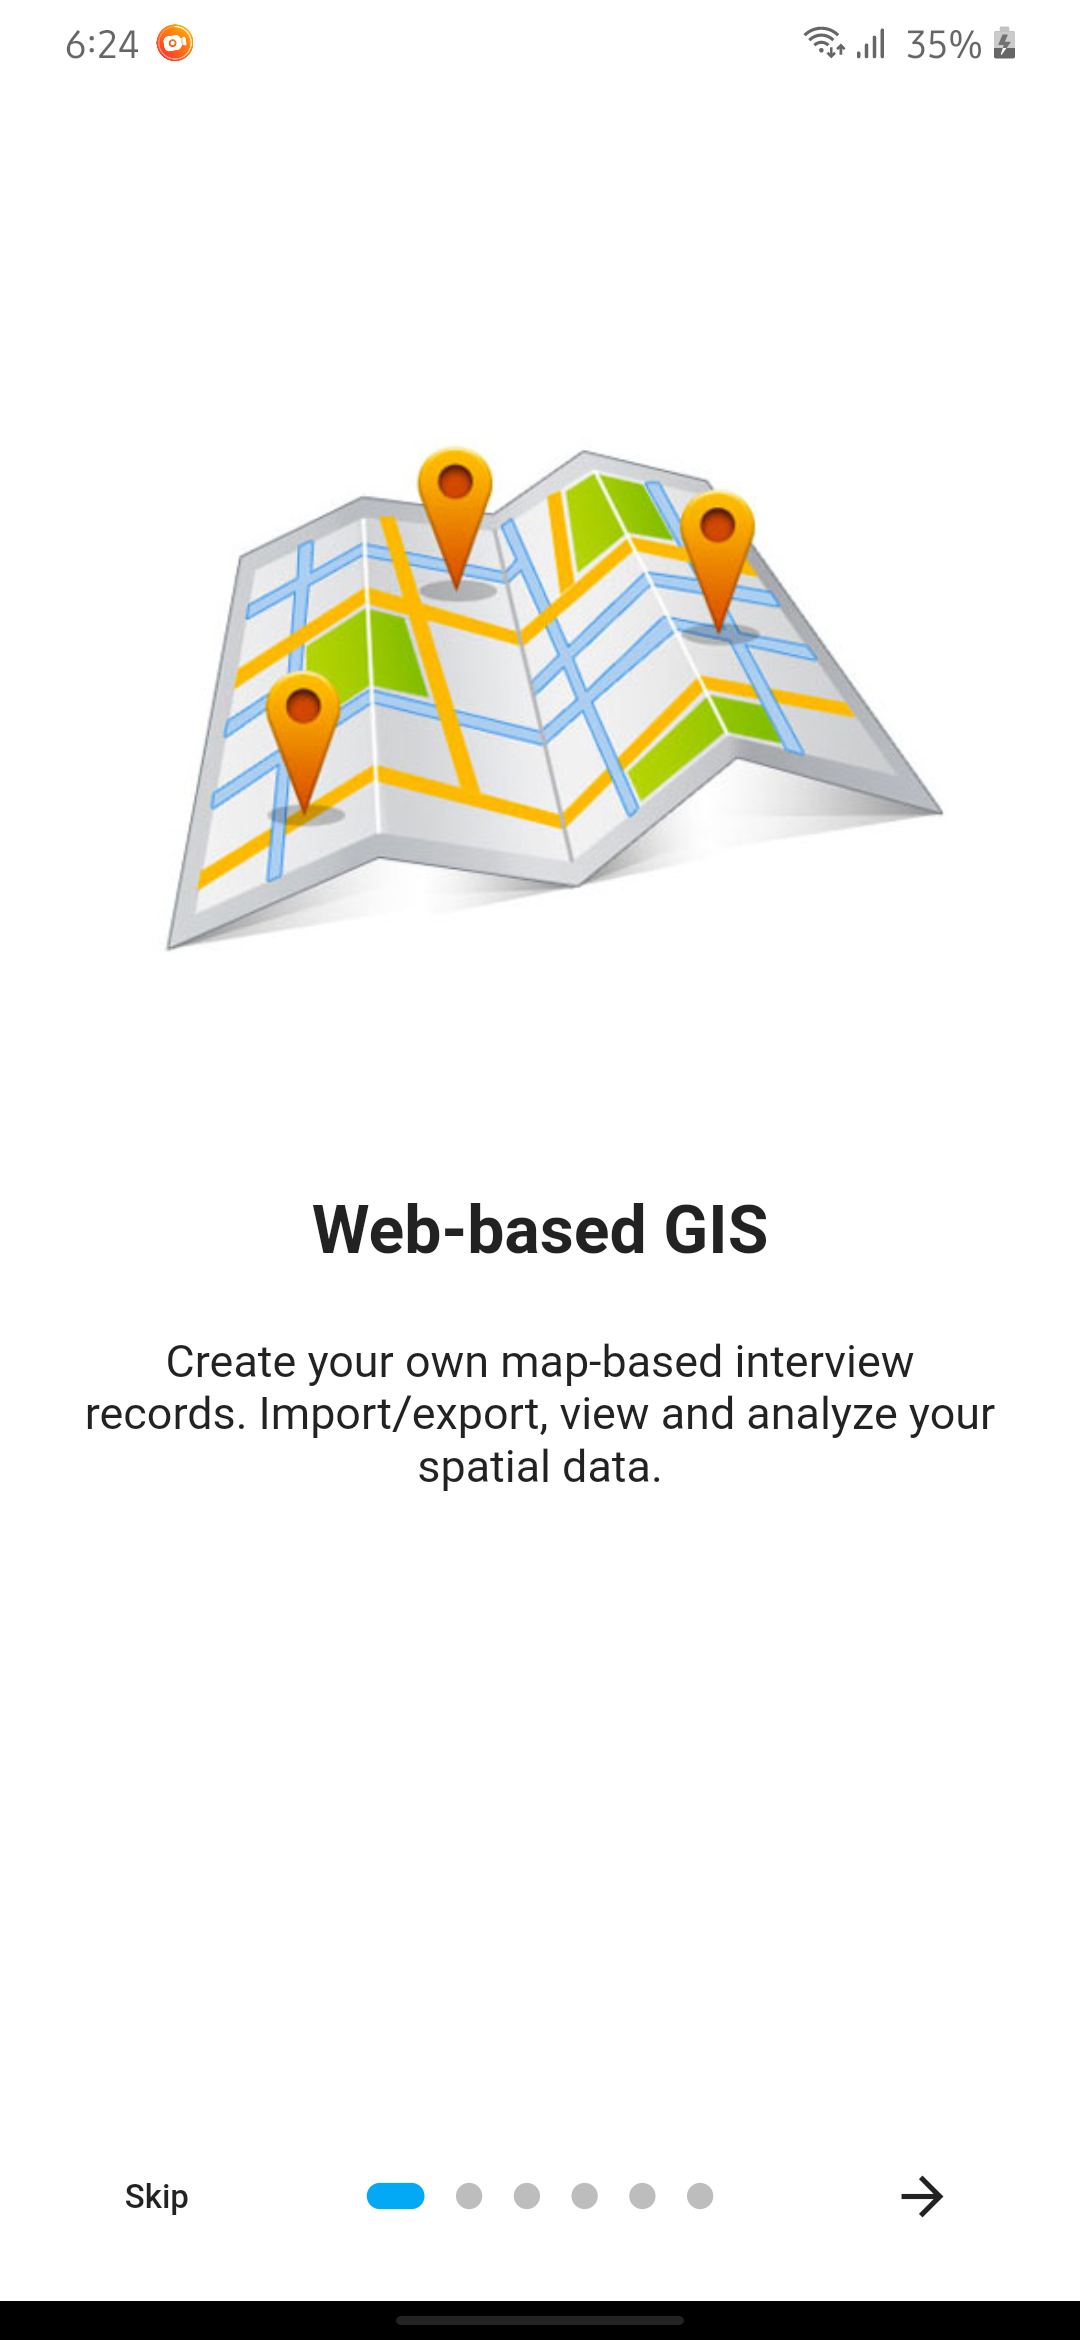 6:24 35%
Web-based GIS
Create your own map-based interview
records. Import/export, view and analyze your
spatial data.
Skip